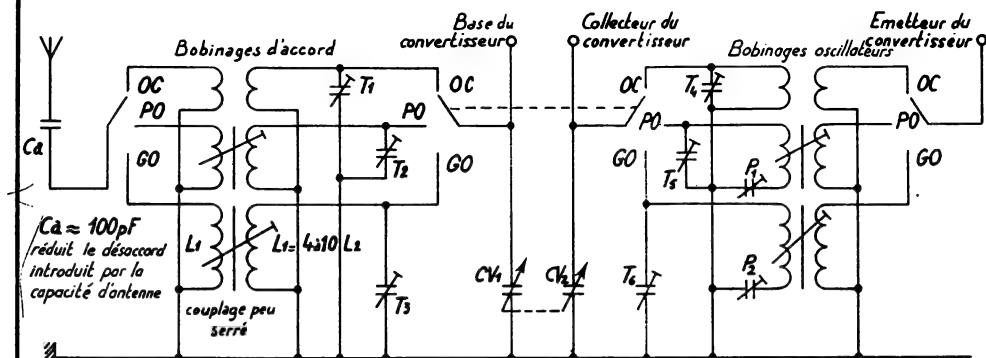 Base du
convertisseur
Collecteur du
convertisseur
Emetteur du
convertisseur
Bobinages d'accord
Bobinages oscillateurs
OC
PO
GO
Ca
T1
T2
T3
OC
PO
GO
OC
PO
GO
T4
T5
T6
P1
P2
OC
PO
GO
Ca ≈ 100pF
réduit le désaccord
introduit par la
capacité d'antenne
L1
L1= 4à10 L2
couplage peu
serré
CV1
CV2